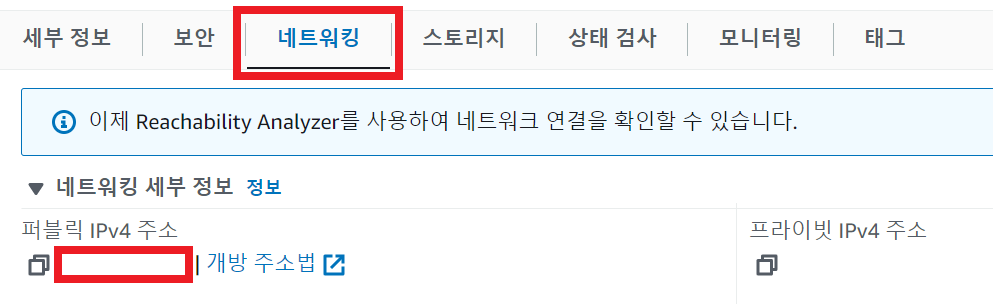 세부 정보 보안 네트워킹 스토리지 상태 검사 모니터링 태그
이제 Reachability Analyzer를 사용하여 네트워크 연결을 확인할 수 있습니다.
네트워킹 세부 정보 정보
퍼블릭 IPv4 주소 프라이빗 IPv4 주소
| 개방 주소법